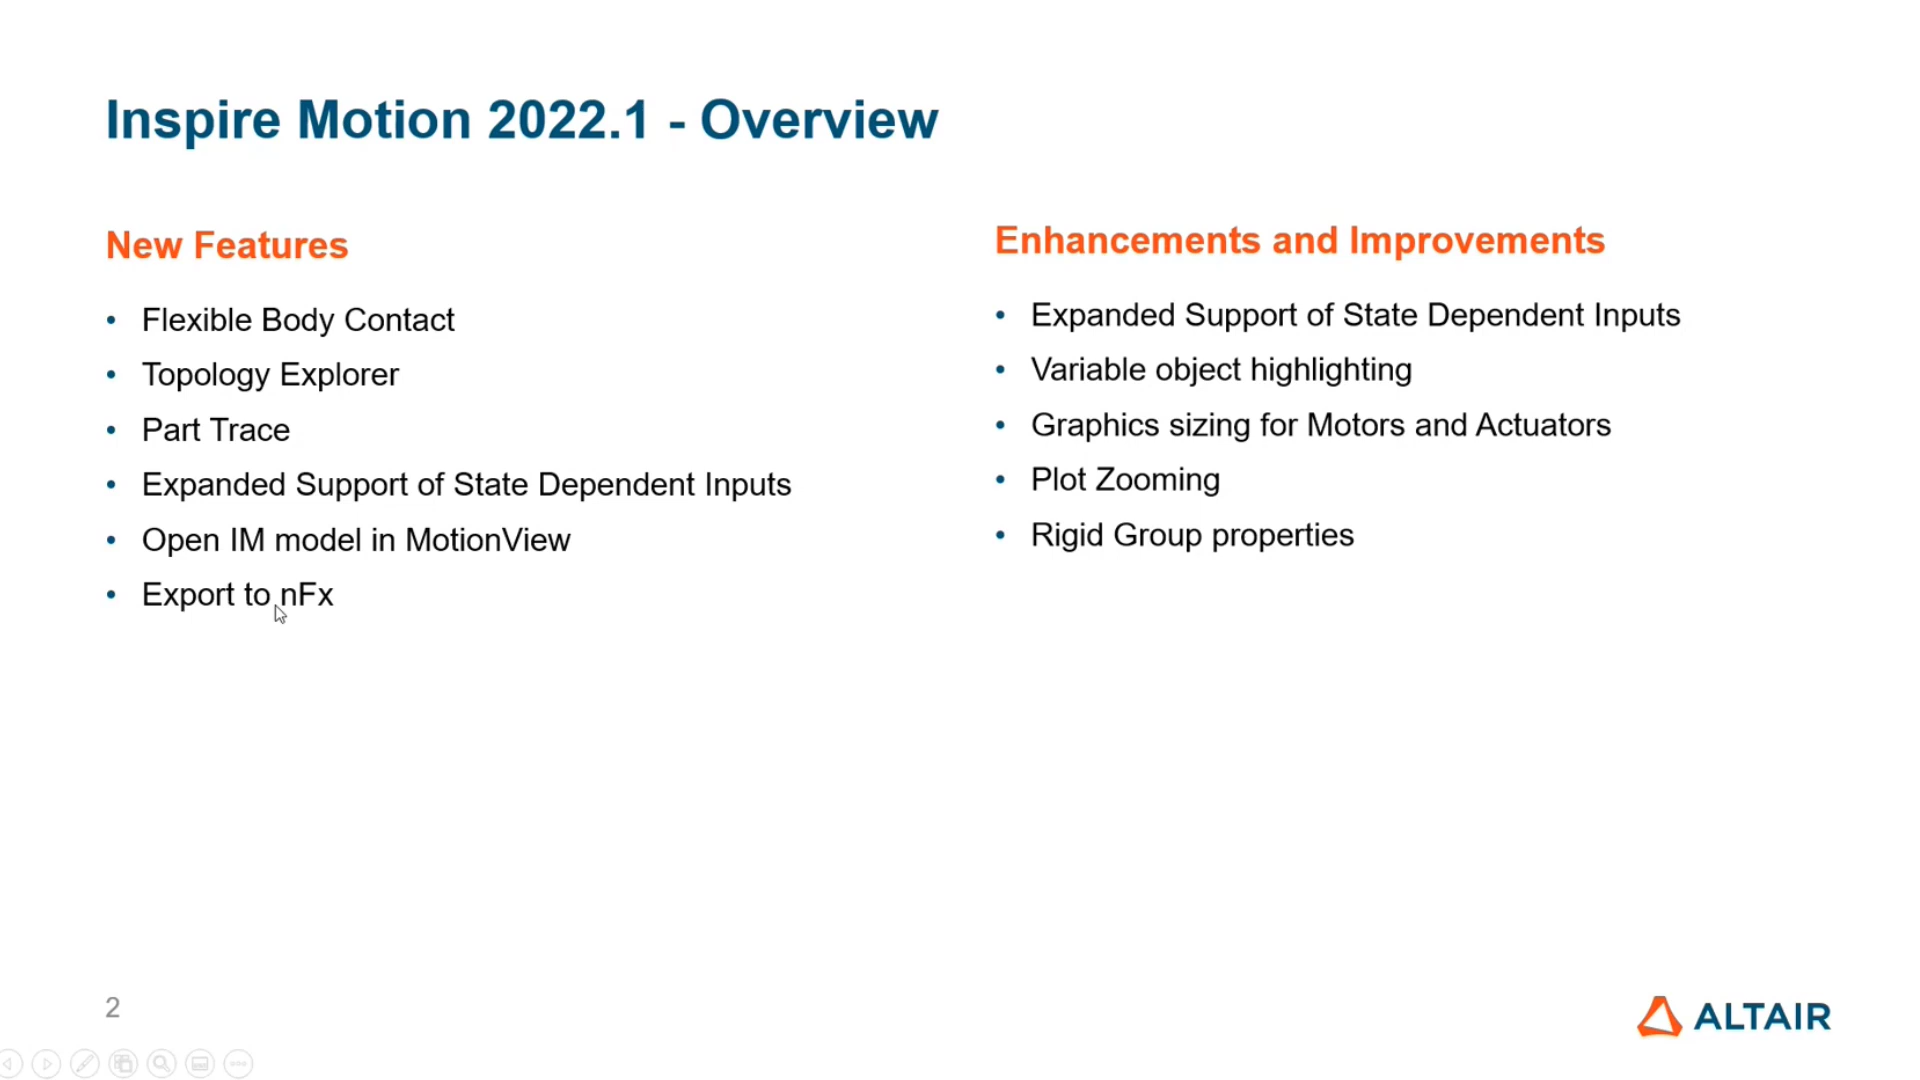 Inspire Motion 2022.1 - Overview
New Features
• Flexible Body Contact
• Topology Explorer
• Part Trace
• Expanded Support of State Dependent Inputs
• Open IM model in MotionView
• Export to nFx
Enhancements and Improvements
• Expanded Support of State Dependent Inputs
• Variable object highlighting
• Graphics sizing for Motors and Actuators
• Plot Zooming
• Rigid Group properties
2
ALTAIR